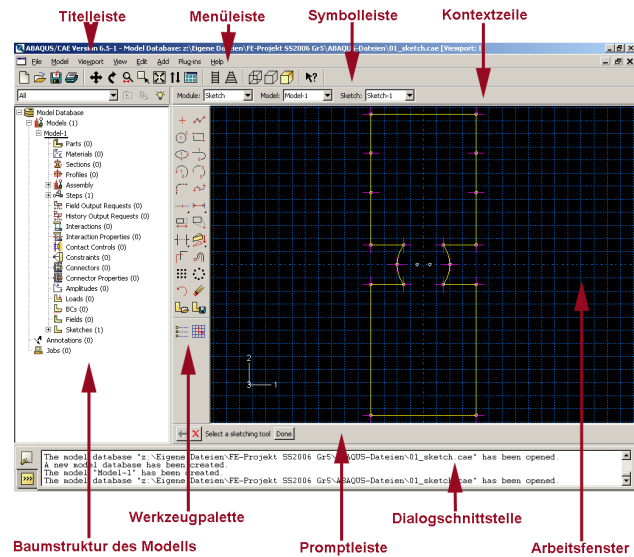 Titelleiste
Menüleiste
Symbolleiste
Kontextzeile
ABAQUS/CAE Version 6.5-1 - Model Database: z:\Eigene Dateien\FE-Projekt SS2006 Gr5\ABAQUS-Dateien\01_sketch.cae [Viewport: 1
File Model Viewport View Edit Add Plug-ins Help
All
Module: Sketch Model: Model-1 Sketch: Sketch-1
Model Database
Models (1)
Model-1
Parts (0)
Materials (0)
Sections (0)
Profiles (0)
Assembly
Steps (1)
Field Output Requests (0)
History Output Requests (0)
Interactions (0)
Interaction Properties (0)
Contact Controls (0)
Constraints (0)
Connectors (0)
Connector Properties (0)
Amplitudes (0)
Loads (0)
BCs (0)
Fields (0)
Sketches (1)
Annotations (0)
Jobs (0)
2
3 1
Select a sketching tool Done
The model database "z:\Eigene Dateien\FE-Projekt SS2006 Gr5\ABAQUS-Dateien\01_sketch.cae" has been opened.
A new model database has been created.
The model "Model-1" has been created.
The model database "z:\Eigene Dateien\FE-Projekt SS2006 Gr5\ABAQUS-Dateien\01_sketch.cae" has been opened.
Werkzeugpalette
Dialogschnittstelle
Baumstruktur des Modells
Promptleiste
Arbeitsfenster